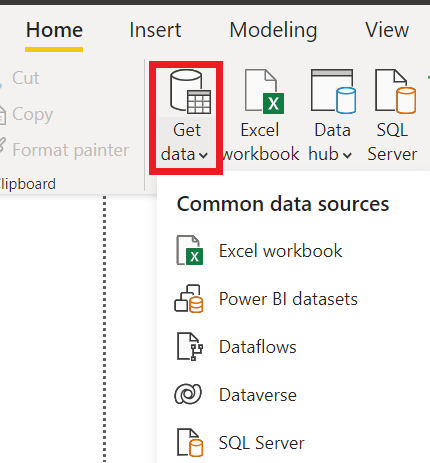 Home Insert Modeling View
Cut
Copy
Format painter
Clipboard
Get data
Excel workbook
Data hub
SQL Server
Common data sources
Excel workbook
Power BI datasets
Dataflows
Dataverse
SQL Server